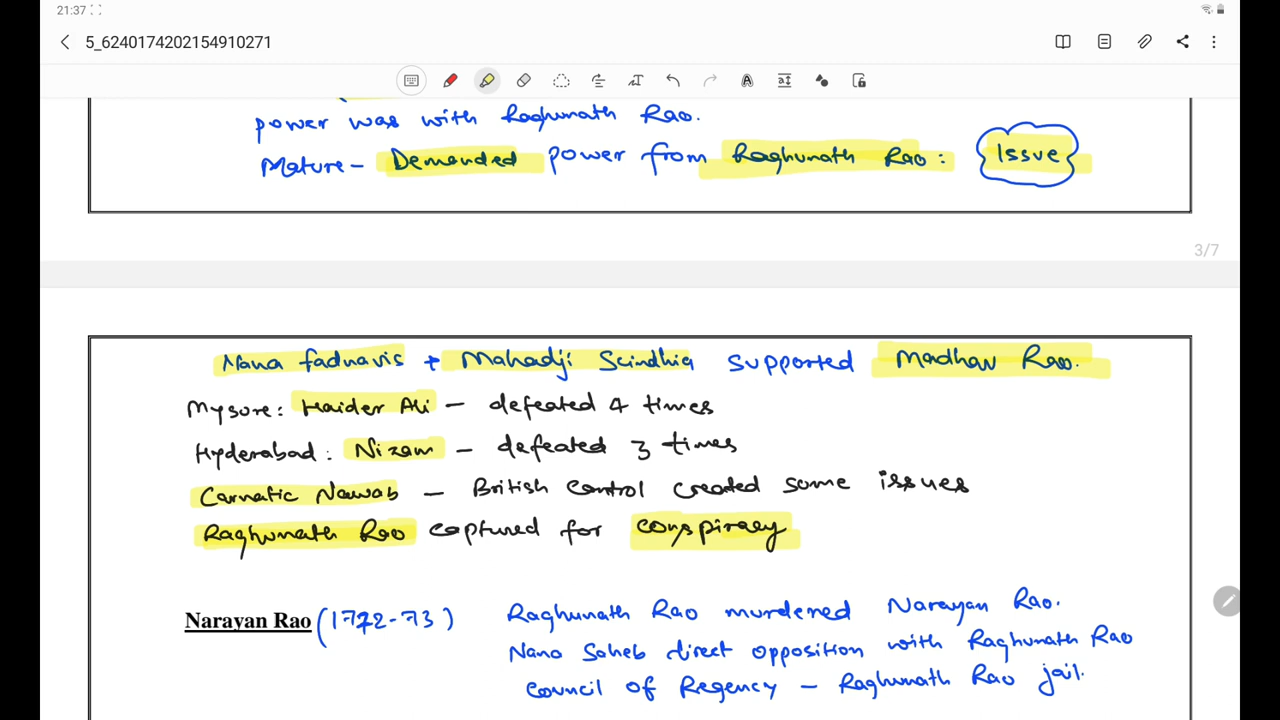 21:37
5_6240174202154910271
power was with Raghunath Rao.
Mature - Demanded power from Raghunath Rao: Issue
3/7
Nana fadnavis + Mahadji Scindhia supported Madhav Rao.
Mysore: Haider Ali - defeated 4 times
Hyderabad: Nizam - defeated 3 times
Carnatic Nawab - British Control created some issues
Raghunath Rao captured for conspiracy
Narayan Rao (1772-73) Raghunath Rao murdered Narayan Rao.
Nana Saheb direct opposition with Raghunath Rao
Council of Regency - Raghunath Rao jail.